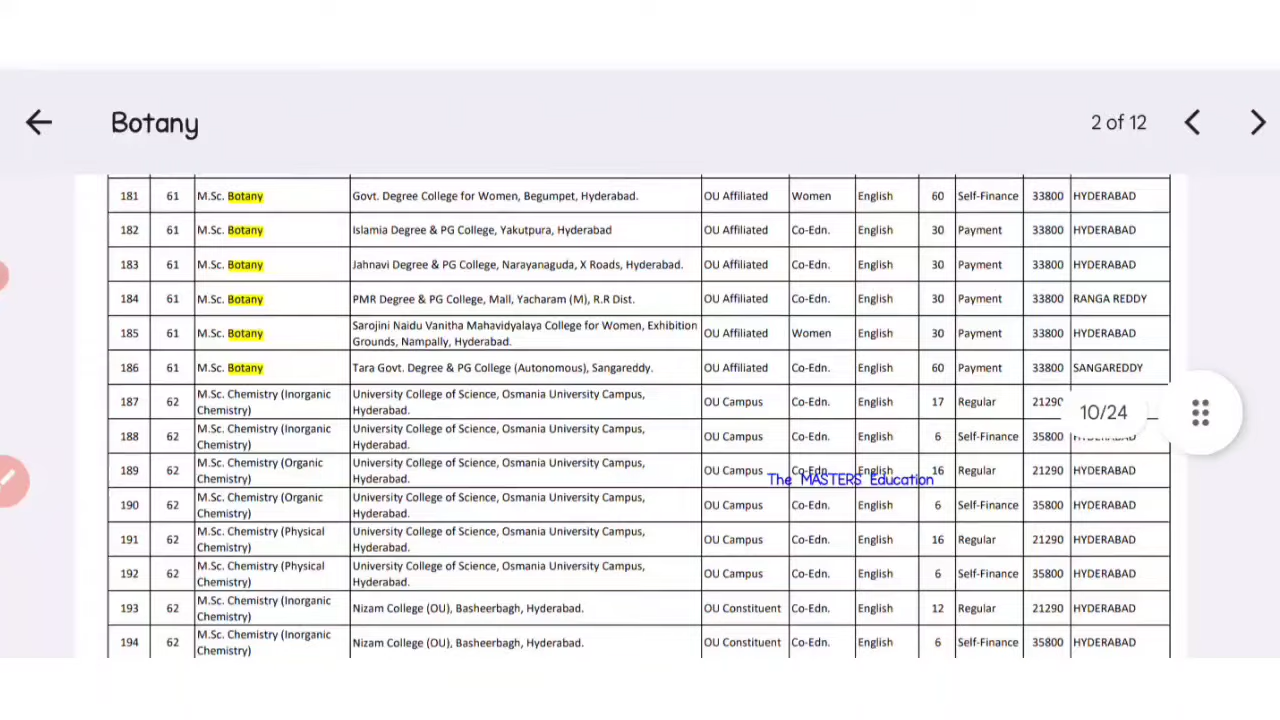 Botany
2 of 12
181 61 M.Sc. Botany Govt. Degree College for Women, Begumpet, Hyderabad. OU Affiliated Women English 60 Self-Finance 33800 HYDERABAD
182 61 M.Sc. Botany Islamia Degree & PG College, Yakutpura, Hyderabad OU Affiliated Co-Edn. English 30 Payment 33800 HYDERABAD
183 61 M.Sc. Botany Jahnavi Degree & PG College, Narayanaguda, X Roads, Hyderabad. OU Affiliated Co-Edn. English 30 Payment 33800 HYDERABAD
184 61 M.Sc. Botany PMR Degree & PG College, Mall, Yacharam (M), R.R Dist. OU Affiliated Co-Edn. English 30 Payment 33800 RANGA REDDY
185 61 M.Sc. Botany Sarojini Naidu Vanitha Mahavidyalaya College for Women, Exhibition
Grounds, Nampally, Hyderabad. OU Affiliated Women English 30 Payment 33800 HYDERABAD
186 61 M.Sc. Botany Tara Govt. Degree & PG College (Autonomous), Sangareddy. OU Affiliated Co-Edn. English 60 Payment 33800 SANGAREDDY
187 62 M.Sc. Chemistry (Inorganic
Chemistry) University College of Science, Osmania University Campus,
Hyderabad. OU Campus Co-Edn. English 17 Regular 21290
10/24
188 62 M.Sc. Chemistry (Inorganic
Chemistry) University College of Science, Osmania University Campus,
Hyderabad. OU Campus Co-Edn. English 6 Self-Finance 35800 HYDERABAD
189 62 M.Sc. Chemistry (Organic
Chemistry) University College of Science, Osmania University Campus,
Hyderabad. OU Campus Co-Edn. English 16 Regular 21290 HYDERABAD
The MASTERS Education
190 62 M.Sc. Chemistry (Organic
Chemistry) University College of Science, Osmania University Campus,
Hyderabad. OU Campus Co-Edn. English 6 Self-Finance 35800 HYDERABAD
191 62 M.Sc. Chemistry (Physical
Chemistry) University College of Science, Osmania University Campus,
Hyderabad. OU Campus Co-Edn. English 16 Regular 21290 HYDERABAD
192 62 M.Sc. Chemistry (Physical
Chemistry) University College of Science, Osmania University Campus,
Hyderabad. OU Campus Co-Edn. English 6 Self-Finance 35800 HYDERABAD
193 62 M.Sc. Chemistry (Inorganic
Chemistry) Nizam College (OU), Basheerbagh, Hyderabad. OU Constituent Co-Edn. English 12 Regular 21290 HYDERABAD
194 62 M.Sc. Chemistry (Inorganic
Chemistry) Nizam College (OU), Basheerbagh, Hyderabad. OU Constituent Co-Edn. English 6 Self-Finance 35800 HYDERABAD